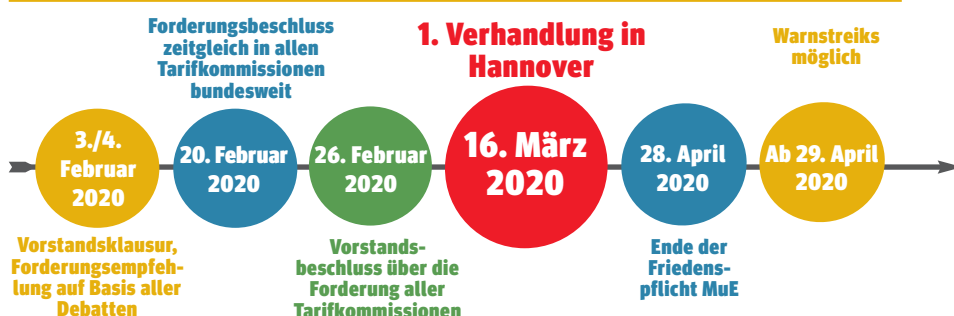 3./4.
Februar
2020
Vorstandsklausur,
Forderungsempfeh-
lung auf Basis aller
Debatten
Forderungsbeschluss
zeitgleich in allen
Tarifkommissionen
bundesweit
20. Februar
2020
26. Februar
2020
Vorstands-
beschluss über die
Forderung aller
Tarifkommissionen
1. Verhandlung in
Hannover
16. März
2020
28. April
2020
Ende der
Friedens-
pflicht MuE
Warnstreiks
möglich
Ab 29. April
2020